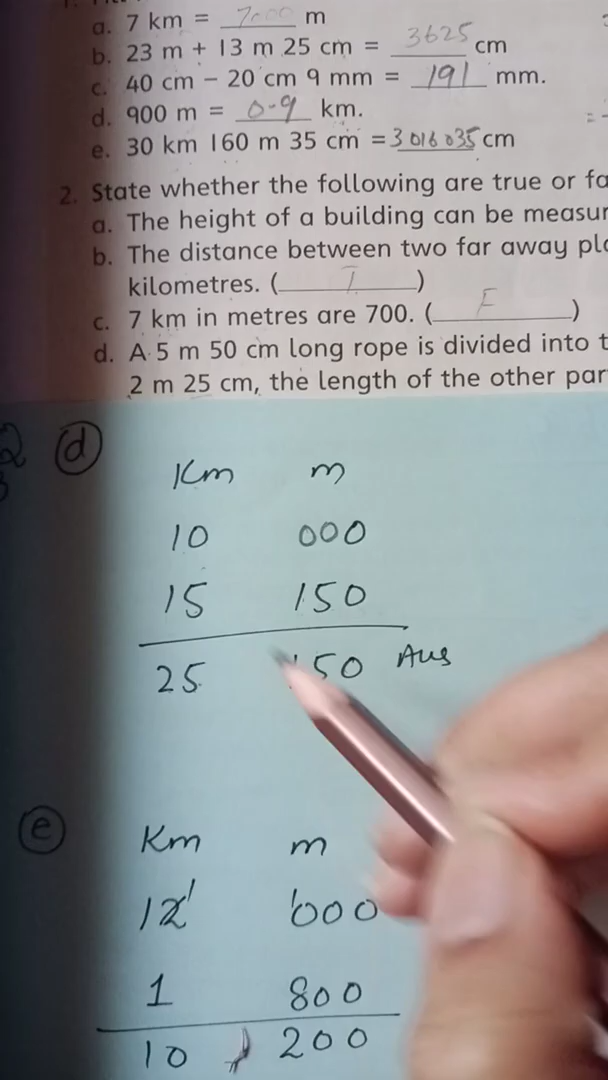 a. 7 km = 7000 m
b. 23 m + 13 m 25 cm = 3625 cm
c. 40 cm – 20 cm 9 mm = 191 mm.
d. 900 m = 0.9 km.
e. 30 km 160 m 35 cm = 3016035 cm
2. State whether the following are true or fa
a. The height of a building can be measur
b. The distance between two far away pla
kilometres. ( T )
c. 7 km in metres are 700. ( F )
d. A 5 m 50 cm long rope is divided into t
2 m 25 cm, the length of the other par
(d)
Km m
10 000
15 150
25 150 Ans
(e)
Km m
12 1 1000
1 800
10 200